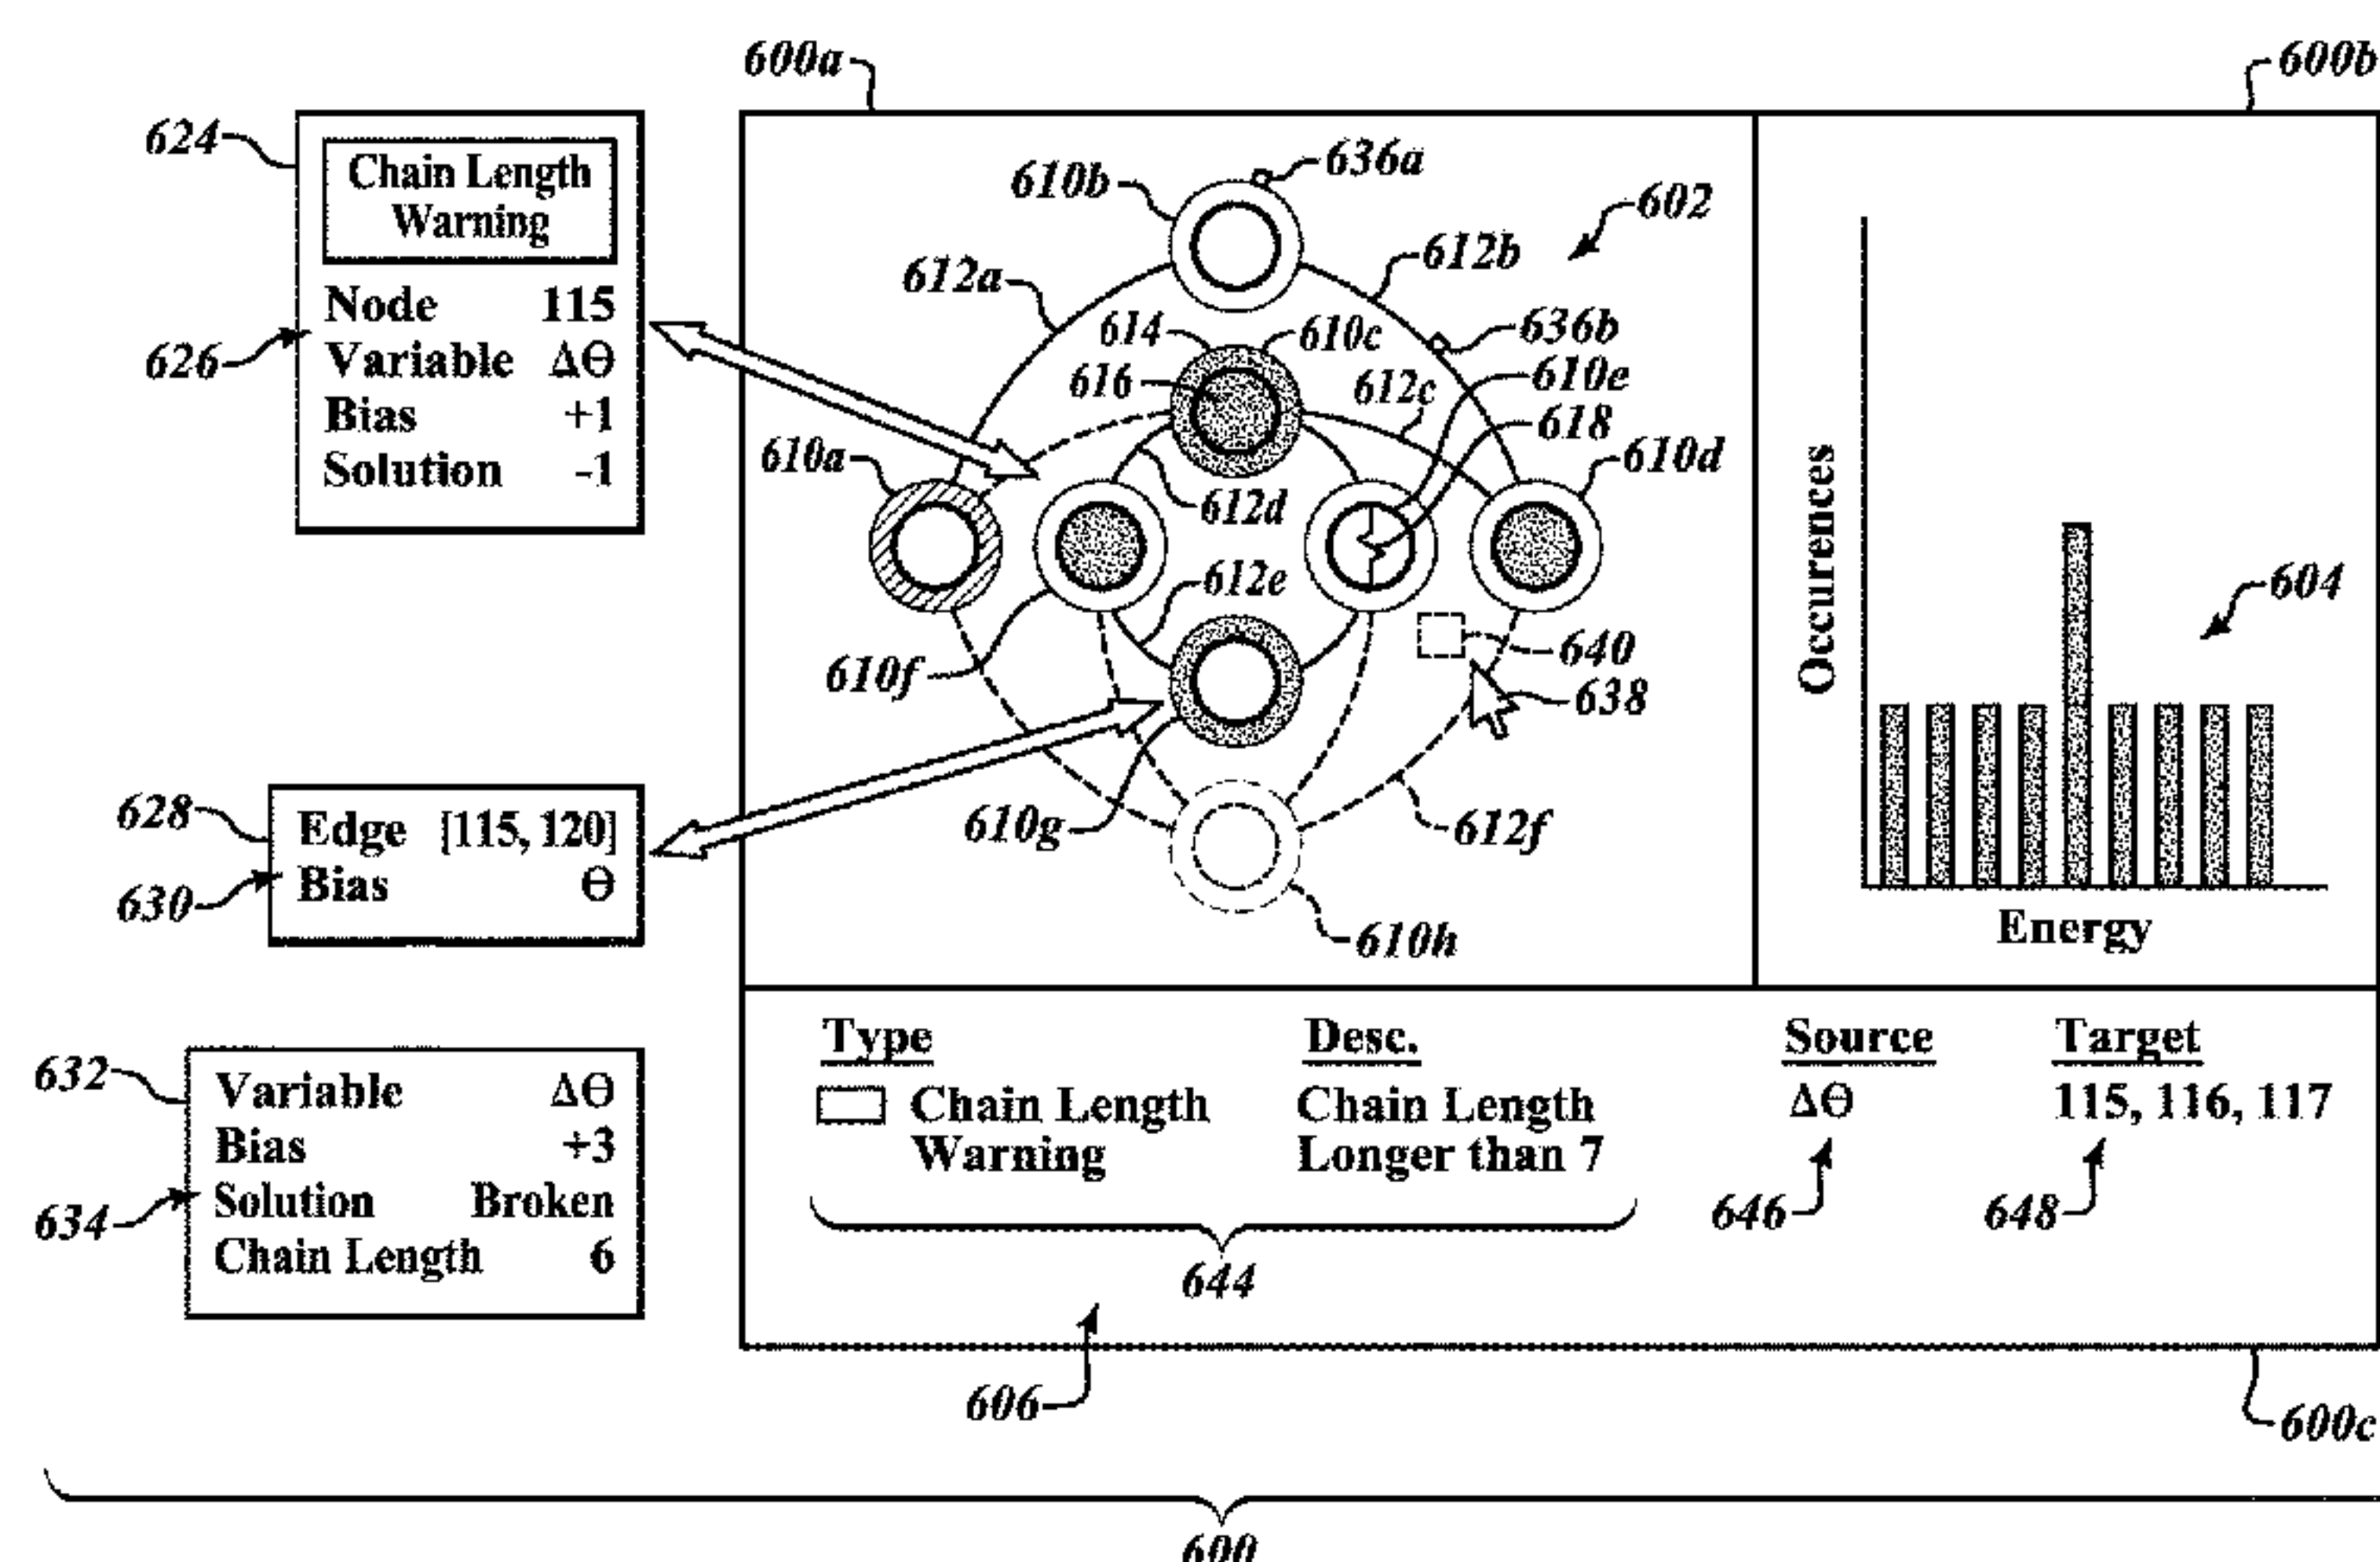 600a
600b
624
Chain Length
Warning
Node 115
626
Variable ΔΘ
Bias +1
Solution -1
610b
636a
602
612a
612b
614
610c
636b
616
612c
610e
618
610a
610d
612d
612e
610f
640
638
610g
612f
610h
Occurrences
604
Energy
628
Edge [115, 120]
630
Bias Θ
632
Variable ΔΘ
Bias +3
634
Solution Broken
Chain Length 6
Type Desc. Source Target
Chain Length Chain Length ΔΘ 115, 116, 117
Warning Longer than 7
646
648
644
606
600c
600